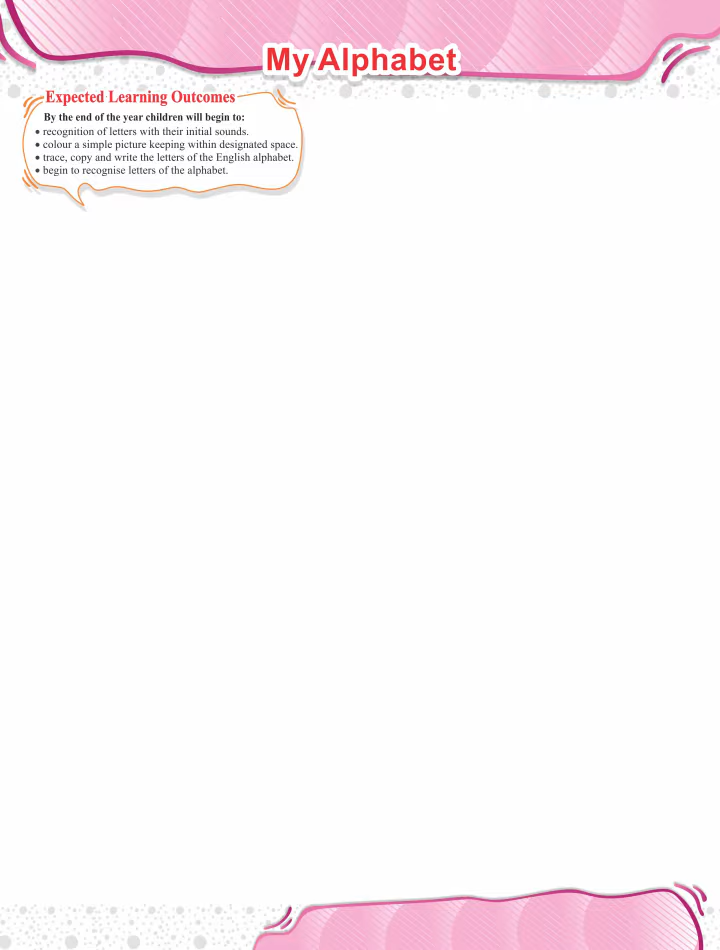 My Alphabet
Expected Learning Outcomes
By the end of the year children will begin to:
• recognition of letters with their initial sounds.
• colour a simple picture keeping within designated space.
• trace, copy and write the letters of the English alphabet.
• begin to recognise letters of the alphabet.